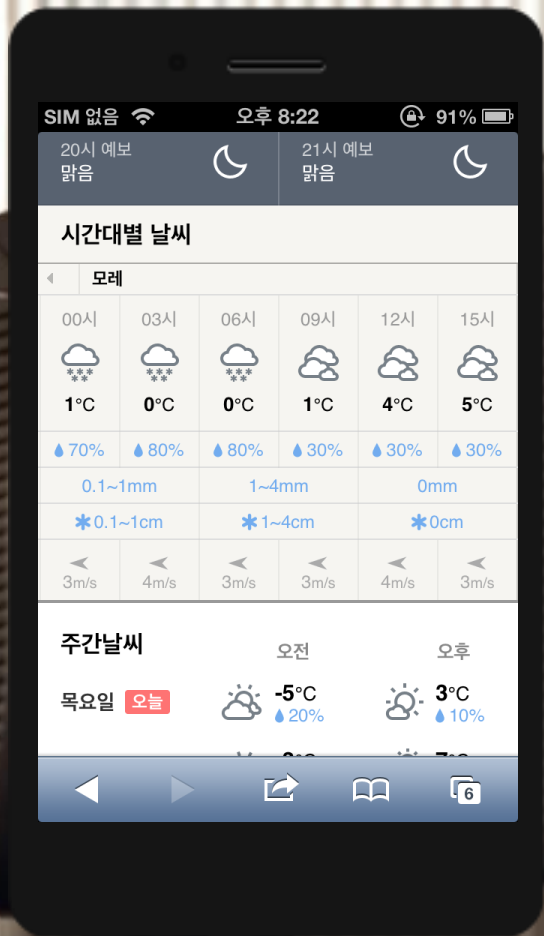 SIM 없음 오후 8:22 91%
20시 예보 21시 예보
맑음 맑음
시간대별 날씨
모레
00시 03시 06시 09시 12시 15시
1°C 0°C 0°C 1°C 4°C 5°C
70% 80% 80% 30% 30% 30%
0.1~1mm 1~4mm 0mm
0.1~1cm 1~4cm 0cm
3m/s 4m/s 3m/s 3m/s 4m/s 3m/s
주간날씨 오전 오후
목요일 오늘 -5°C 3°C
20% 10%
6